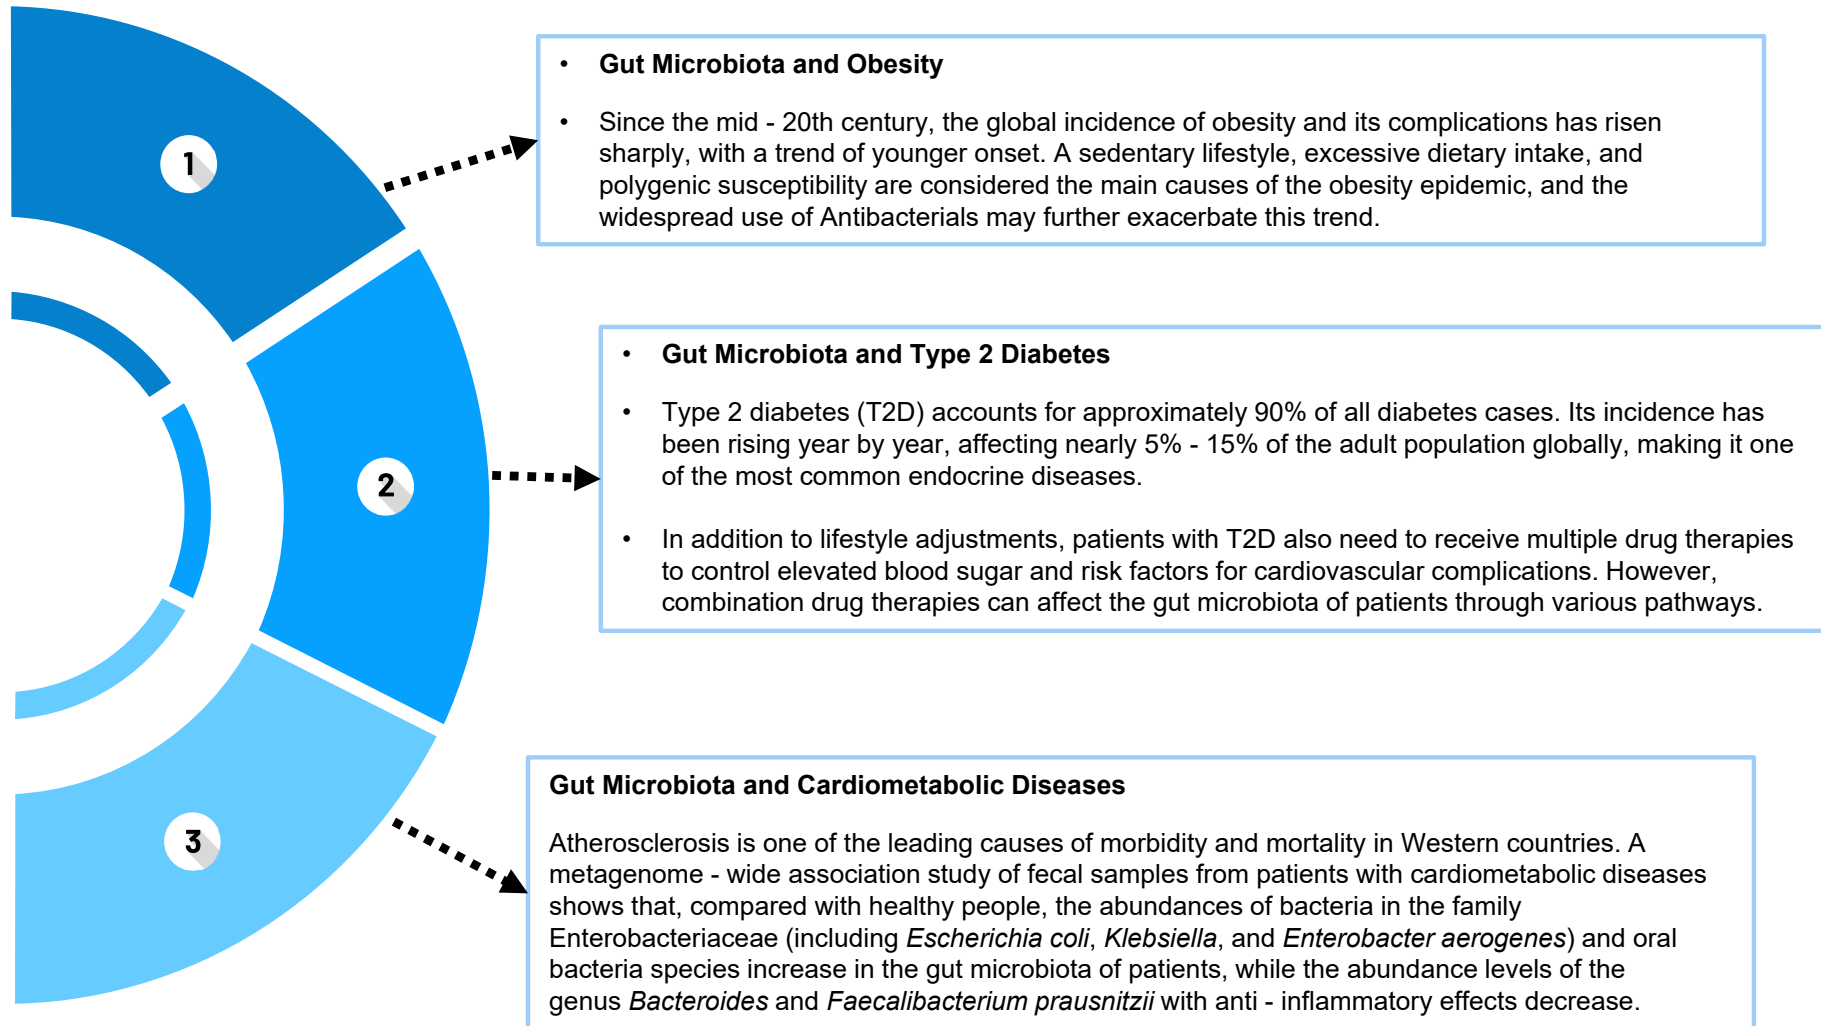 1
• Gut Microbiota and Obesity
• Since the mid - 20th century, the global incidence of obesity and its complications has risen
sharply, with a trend of younger onset. A sedentary lifestyle, excessive dietary intake, and
polygenic susceptibility are considered the main causes of the obesity epidemic, and the
widespread use of Antibacterials may further exacerbate this trend.
2
• Gut Microbiota and Type 2 Diabetes
• Type 2 diabetes (T2D) accounts for approximately 90% of all diabetes cases. Its incidence has
been rising year by year, affecting nearly 5% - 15% of the adult population globally, making it one
of the most common endocrine diseases.
• In addition to lifestyle adjustments, patients with T2D also need to receive multiple drug therapies
to control elevated blood sugar and risk factors for cardiovascular complications. However,
combination drug therapies can affect the gut microbiota of patients through various pathways.
3
Gut Microbiota and Cardiometabolic Diseases
Atherosclerosis is one of the leading causes of morbidity and mortality in Western countries. A
metagenome - wide association study of fecal samples from patients with cardiometabolic diseases
shows that, compared with healthy people, the abundances of bacteria in the family
Enterobacteriaceae (including Escherichia coli, Klebsiella, and Enterobacter aerogenes) and oral
bacteria species increase in the gut microbiota of patients, while the abundance levels of the
genus Bacteroides and Faecalibacterium prausnitzii with anti - inflammatory effects decrease.